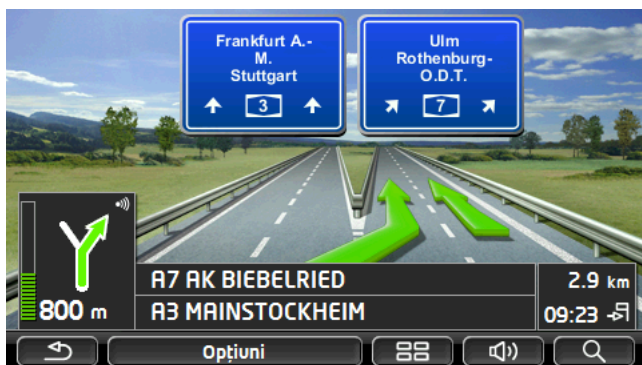 Frankfurt A.-
M.
Stuttgart
3
Ulm
Rothenburg-
O.D.T.
7
800 m
A7 AK BIEBELRIED
2.9 km
A3 MAINSTOCKHEIM
09:23
Opțiuni